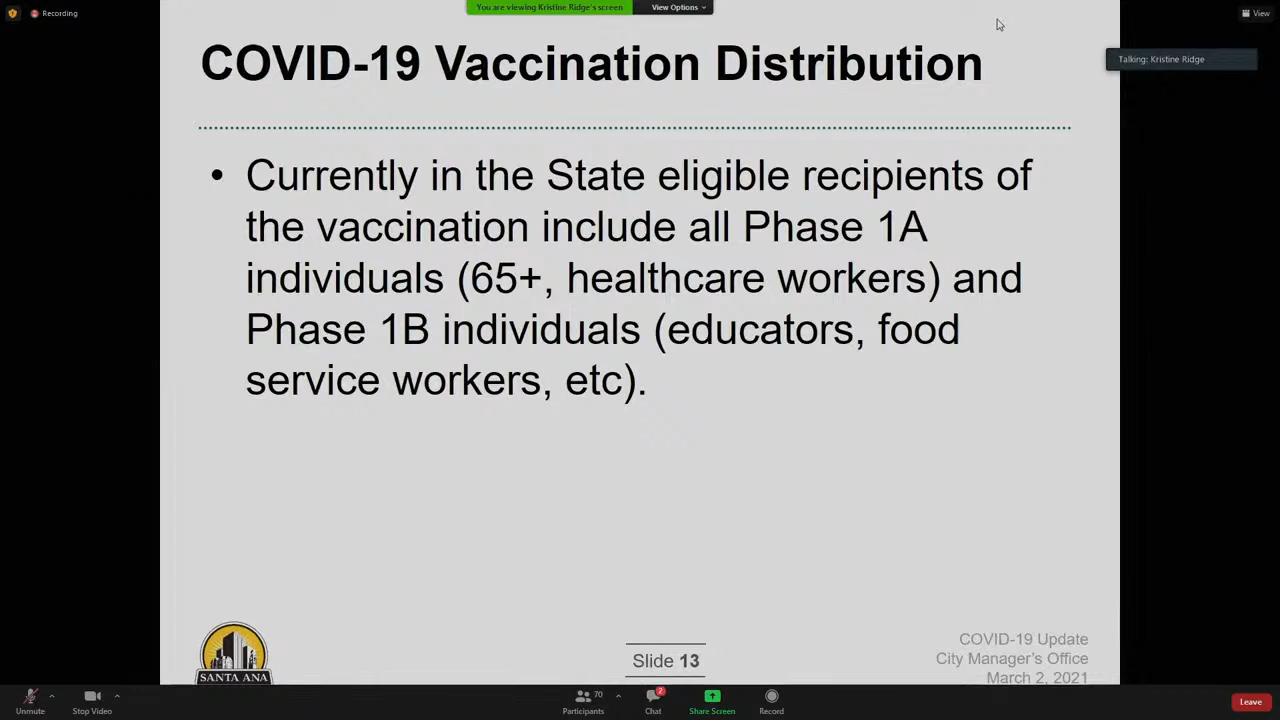 Recording
You are viewing Kristine Ridge's screen
View Options
View
Talking: Kristine Ridge
COVID-19 Vaccination Distribution
• Currently in the State eligible recipients of
the vaccination include all Phase 1A
individuals (65+, healthcare workers) and
Phase 1B individuals (educators, food
service workers, etc).
SANTA ANA
Slide 13
COVID-19 Update
City Manager's Office
March 2, 2021
Unmute
Stop Video
Participants
70
Chat
2
Share Screen
Record
Leave